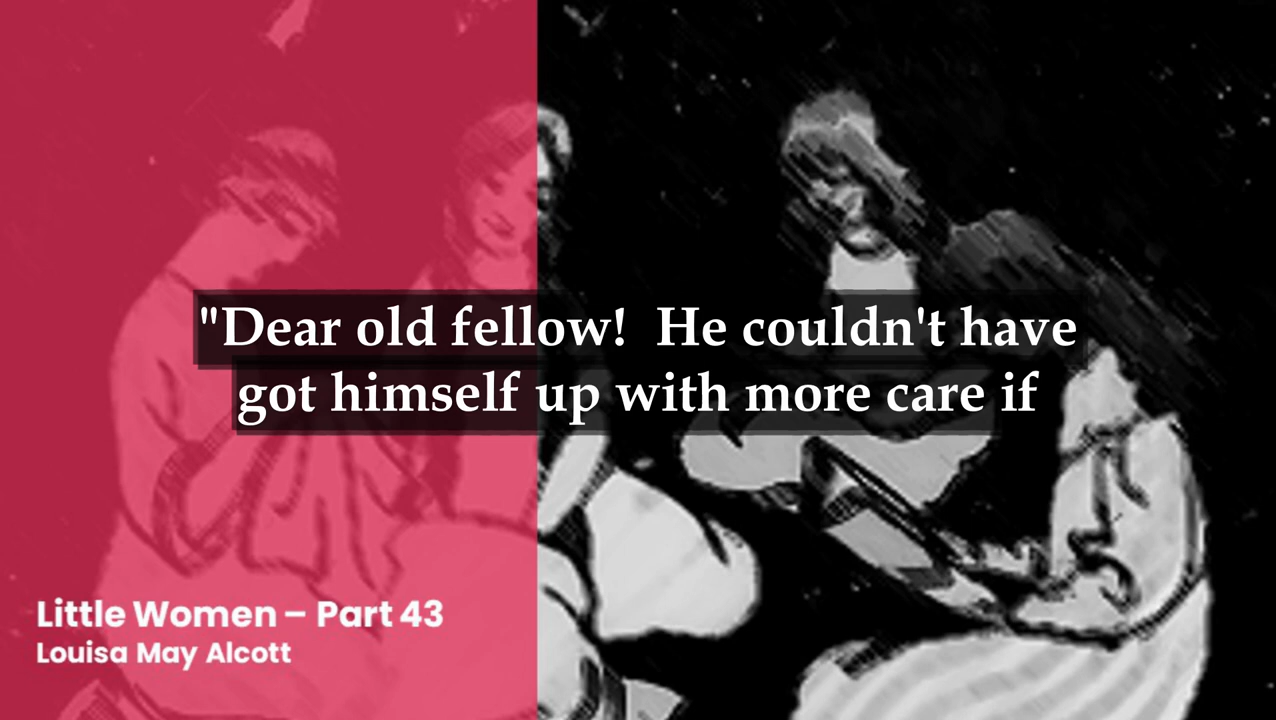 "Dear old fellow!  He couldn't have
got himself up with more care if
Little Women – Part 43
Louisa May Alcott